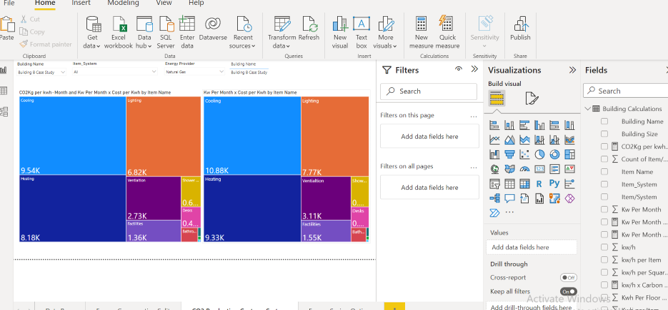 File Home Insert Modeling View Help
Paste
Cut
Copy
Format painter
Get data
Excel workbook
Data hub
SQL Server
Enter data
Dataverse
Recent sources
Transform data
Refresh
New visual
Text box
More visuals
New measure
Quick measure
Sensitivity
Publish
Clipboard Data Queries Insert Calculations Sensitivity Share
Building Name
Building B Case Study
Item, System
All
Energy Provider
Natural Gas
Building Name
Building B Case Study
CO2Kg per kwh -Month and Kw Per Month x Cost per Kwh by Item Name
Cooling
9.54K
Lighting
6.82K
Heating
8.18K
Ventilation
2.73K
Facilities
1.36K
0.6...
0.4...
Kw Per Month x Cost per Kwh by Item Name
Cooling
10.88K
Lighting
7.77K
Heating
9.33K
Ventilation
3.11K
Facilities
1.55K
Filters
Search
Filters on this page
Add data fields here
Filters on all pages
Add data fields here
Visualizations
Build visual
Values
Add data fields here
Drill through
Cross-report
Off
Keep all filters
On
Add drill-through fields here
Fields
Search
Building Calculations
Building Name
Building Size
CO2Kg per kwh...
Count of Item/...
Item Name
Item_System
Item/System
Kw Per Month
Kw Per Month ...
Kw Per Month ...
kw/h
kw/h per Item
kw/h per Squar...
kw/h x Carbon ...
Kwh Per Floor ...
Activate Windows